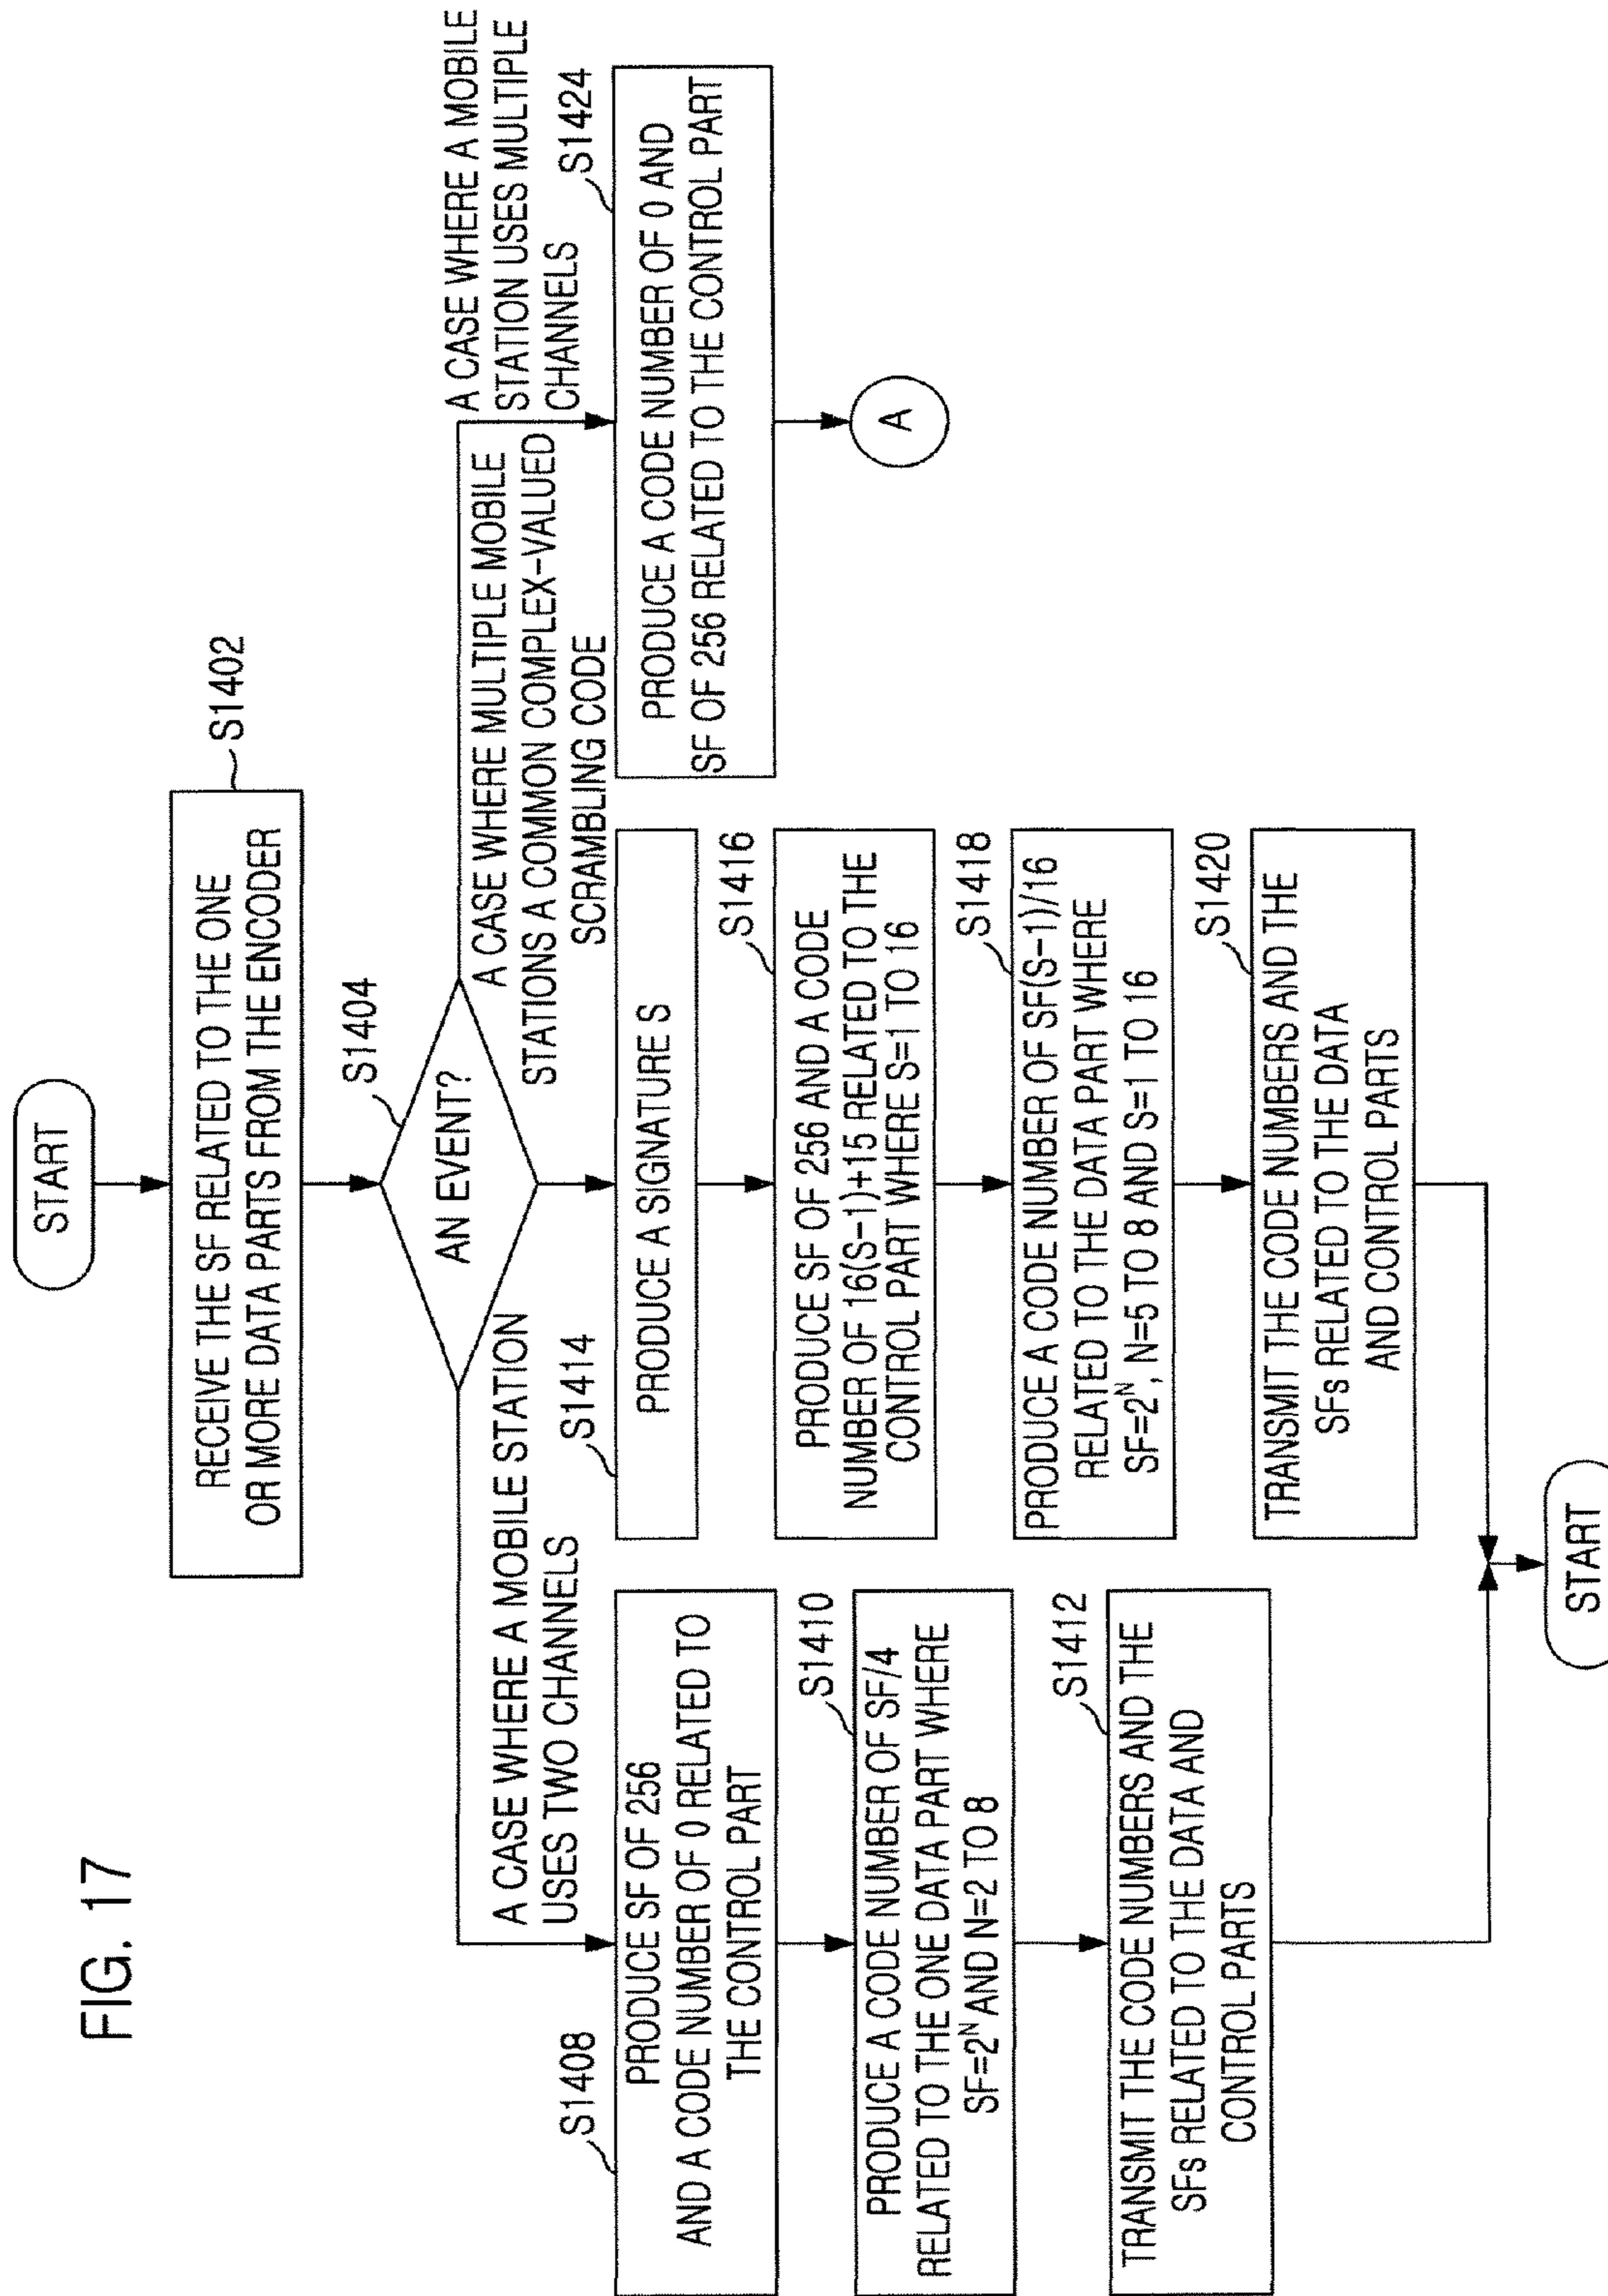 FIG. 17
START
S1402
RECEIVE THE SF RELATED TO THE ONE
OR MORE DATA PARTS FROM THE ENCODER
S1404
AN EVENT?
A CASE WHERE A MOBILE STATION
USES TWO CHANNELS
S1408
PRODUCE SF OF 256
AND A CODE NUMBER OF 0 RELATED TO
THE CONTROL PART
S1410
PRODUCE A CODE NUMBER OF SF/4
RELATED TO THE ONE DATA PART WHERE
SF=2ᴺ AND N=2 TO 8
S1412
TRANSMIT THE CODE NUMBERS AND THE
SFs RELATED TO THE DATA AND
CONTROL PARTS
A CASE WHERE MULTIPLE MOBILE
STATIONS A COMMON COMPLEX-VALUED
SCRAMBLING CODE
S1414
PRODUCE A SIGNATURE S
S1416
PRODUCE SF OF 256 AND A CODE
NUMBER OF 16(S-1)+15 RELATED TO THE
CONTROL PART WHERE S=1 TO 16
S1418
PRODUCE A CODE NUMBER OF SF(S-1)/16
RELATED TO THE DATA PART WHERE
SF=2ᴺ, N=5 TO 8 AND S=1 TO 16
S1420
TRANSMIT THE CODE NUMBERS AND THE
SFs RELATED TO THE DATA
AND CONTROL PARTS
A CASE WHERE A MOBILE
STATION USES MULTIPLE
CHANNELS
S1424
PRODUCE A CODE NUMBER OF 0 AND
SF OF 256 RELATED TO THE CONTROL PART
A
START